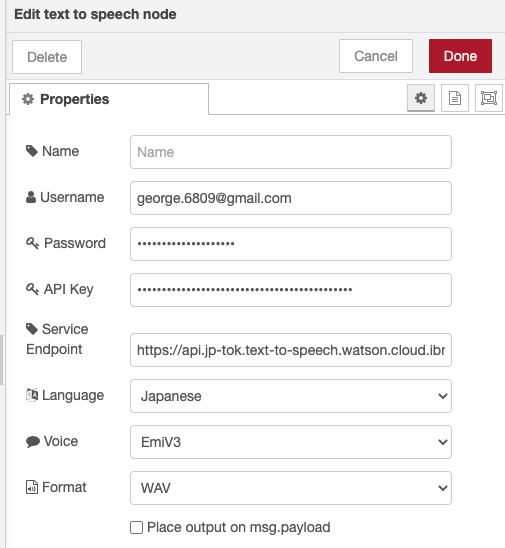 Edit text to speech node
Delete
Cancel
Done
Properties
Name
Name
Username
george.6809@gmail.com
Password
••••••••••••••••••••
API Key
••••••••••••••••••••••••••••••••••••••••••••
Service
Endpoint
https://api.jp-tok.text-to-speech.watson.cloud.ibr
Language
Japanese
Voice
EmiV3
Format
WAV
Place output on msg.payload